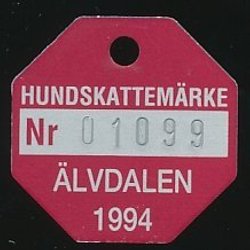 HUNDSKATTEMÄRKE
Nr 01099
ÄLVDALEN
1994